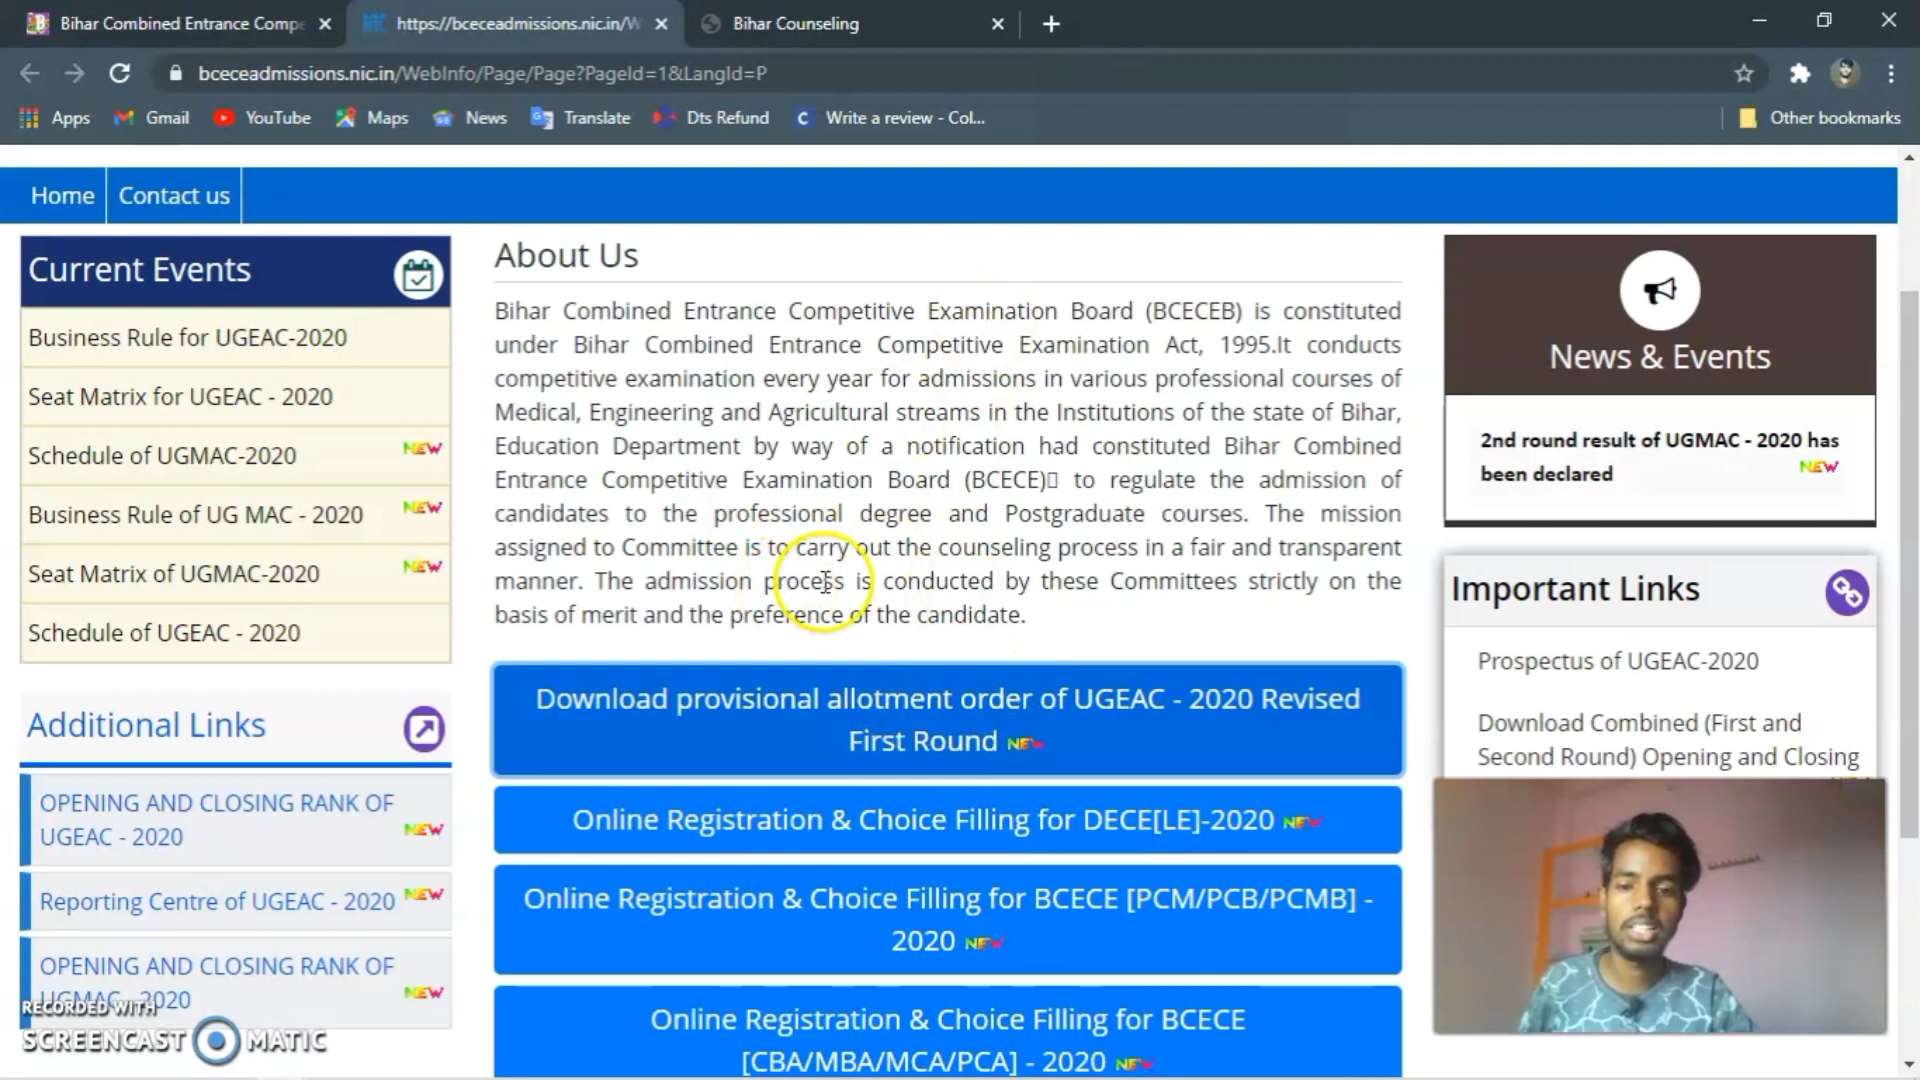 Bihar Combined Entrance Compe
https://bceceadmissions.nic.in/W
Bihar Counseling
bceceadmissions.nic.in/WebInfo/Page/Page?PageId=1&LangId=P
Apps
Gmail
YouTube
Maps
News
Translate
Dts Refund
Write a review - Col...
Other bookmarks
Home
Contact us
Current Events
Business Rule for UGEAC-2020
Seat Matrix for UGEAC - 2020
Schedule of UGMAC-2020 NEW
Business Rule of UG MAC - 2020 NEW
Seat Matrix of UGMAC-2020 NEW
Schedule of UGEAC - 2020
Additional Links
OPENING AND CLOSING RANK OF
UGEAC - 2020 NEW
Reporting Centre of UGEAC - 2020 NEW
OPENING AND CLOSING RANK OF
UGMAC - 2020 NEW
RECORDED WITH
SCREENCAST MATIC
About Us
Bihar Combined Entrance Competitive Examination Board (BCECEB) is constituted
under Bihar Combined Entrance Competitive Examination Act, 1995.It conducts
competitive examination every year for admissions in various professional courses of
Medical, Engineering and Agricultural streams in the Institutions of the state of Bihar,
Education Department by way of a notification had constituted Bihar Combined
Entrance Competitive Examination Board (BCECE) to regulate the admission of
candidates to the professional degree and Postgraduate courses. The mission
assigned to Committee is to carry out the counseling process in a fair and transparent
manner. The admission process is conducted by these Committees strictly on the
basis of merit and the preference of the candidate.
Download provisional allotment order of UGEAC - 2020 Revised
First Round NEW
Online Registration & Choice Filling for DECE[LE]-2020 NEW
Online Registration & Choice Filling for BCECE [PCM/PCB/PCMB] -
2020 NEW
Online Registration & Choice Filling for BCECE
[CBA/MBA/MCA/PCA] - 2020 NEW
News & Events
2nd round result of UGMAC - 2020 has
been declared NEW
Important Links
Prospectus of UGEAC-2020
Download Combined (First and
Second Round) Opening and Closing